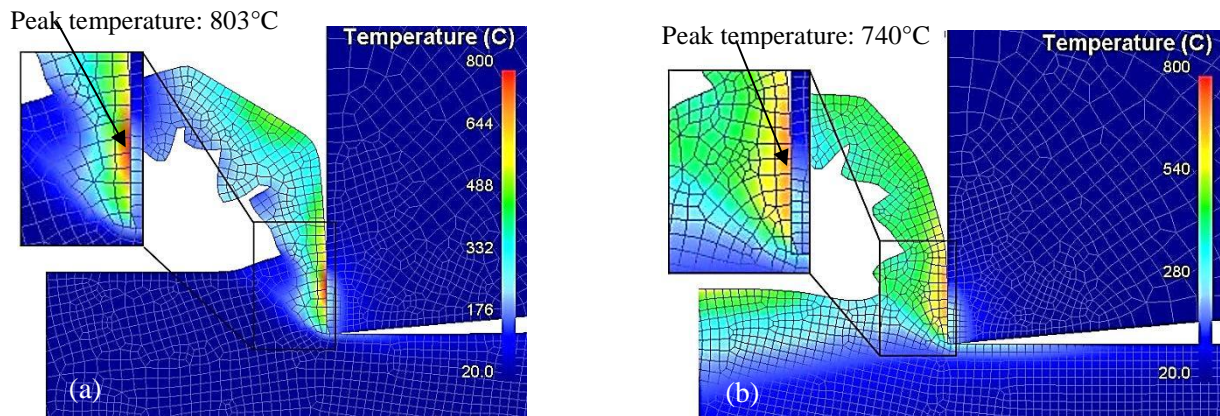 Peak temperature: 803°C
Temperature (C)
800
644
488
332
176
20.0
(a)
Peak temperature: 740°C
Temperature (C)
800
540
280
20.0
(b)